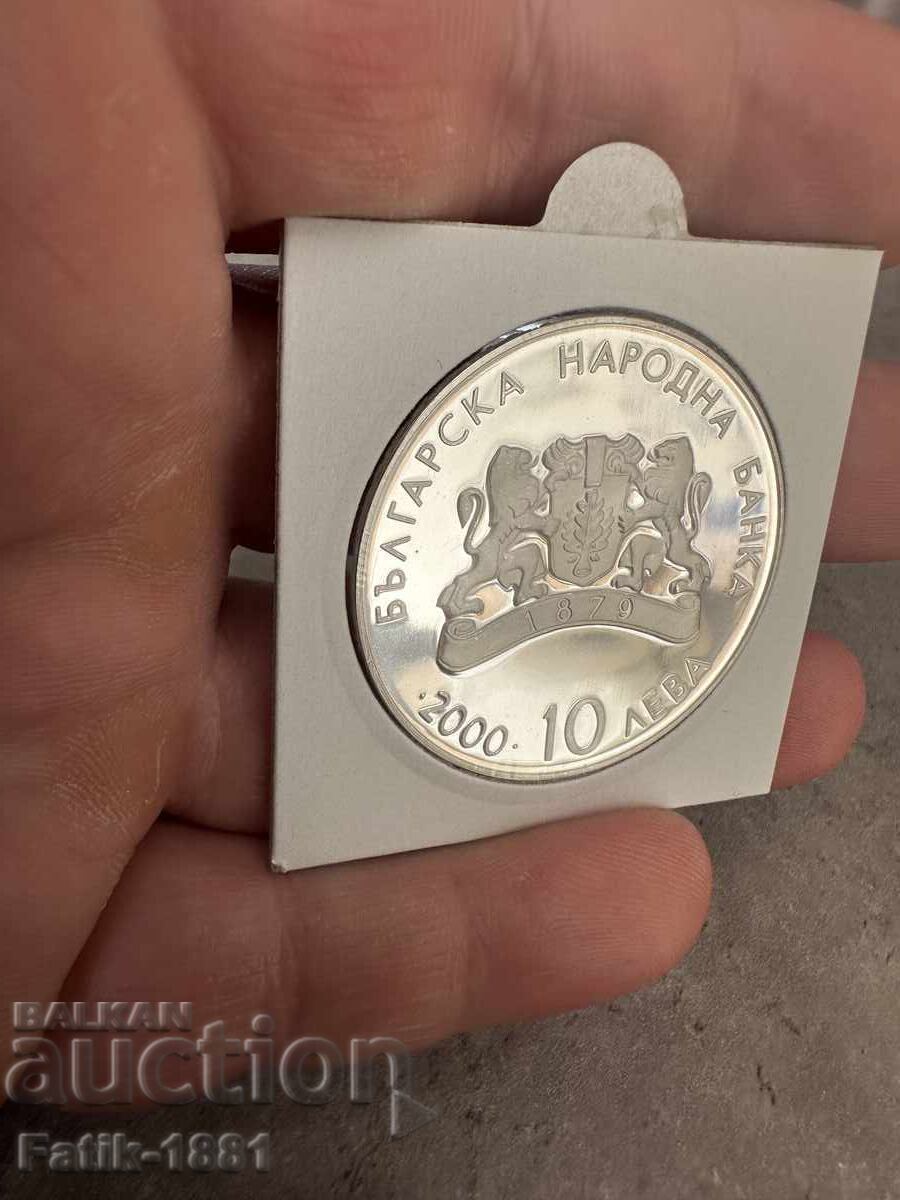 БЪЛГАРСКА НАРОДНА БАНКА
1879
·2000· 10 ЛЕВА
BALKAN
auction
Fatik-1881